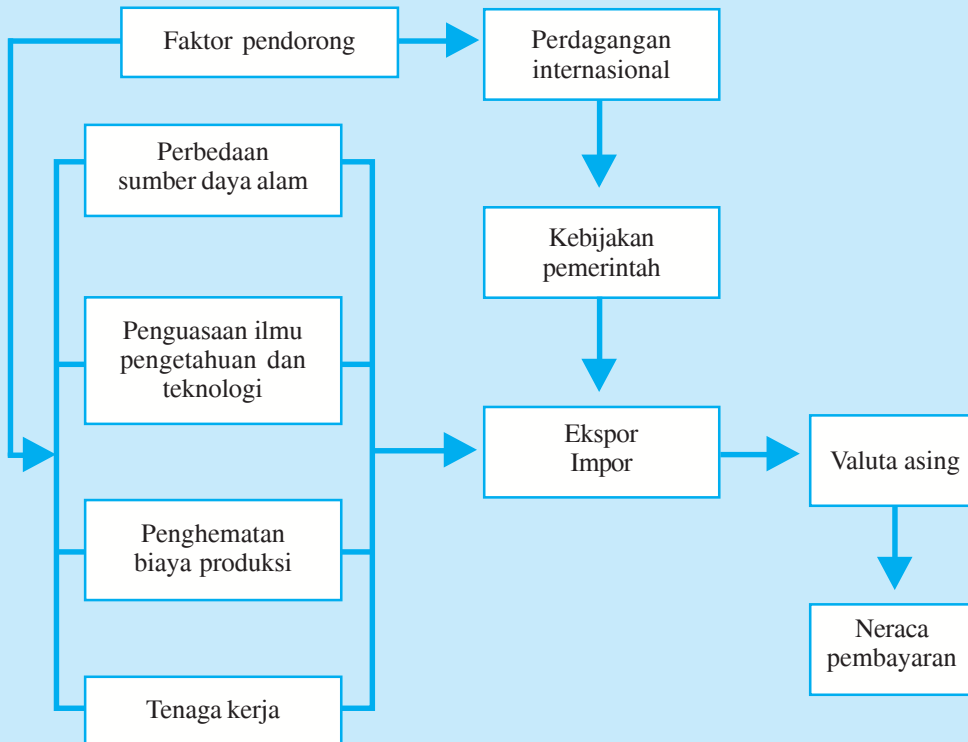 Faktor pendorong
Perdagangan
internasional
Perbedaan
sumber daya alam
Kebijakan
pemerintah
Penguasaan ilmu
pengetahuan dan
teknologi
Ekspor
Impor
Valuta asing
Penghematan
biaya produksi
Neraca
pembayaran
Tenaga kerja